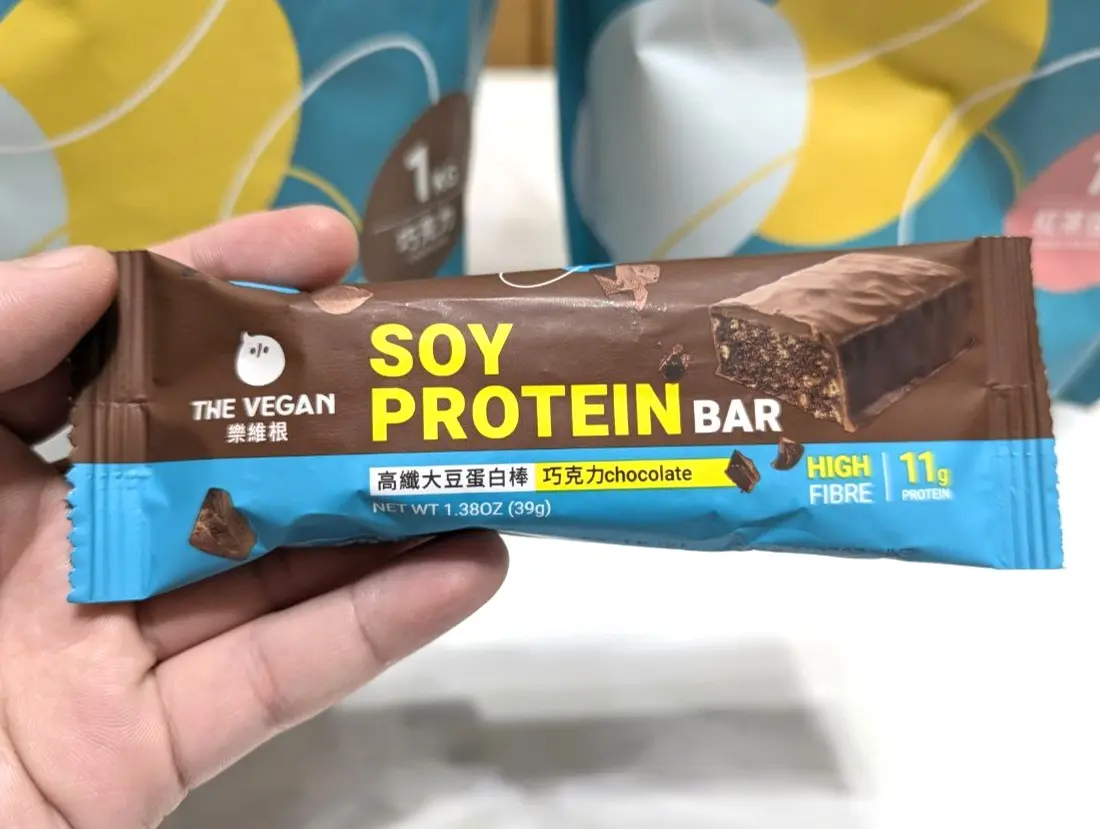 1KG
巧克力
紅茶
THE VEGAN
樂維根
SOY
PROTEIN BAR
高纖大豆蛋白棒 巧克力chocolate
NET WT 1.38OZ (39g)
HIGH
FIBRE
11g
PROTEIN